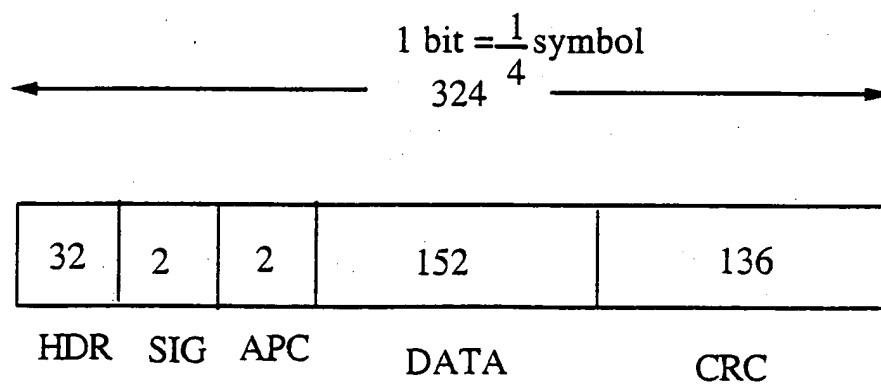 1 bit = 1/4 symbol
324
32 2 2 152 136
HDR SIG APC DATA CRC